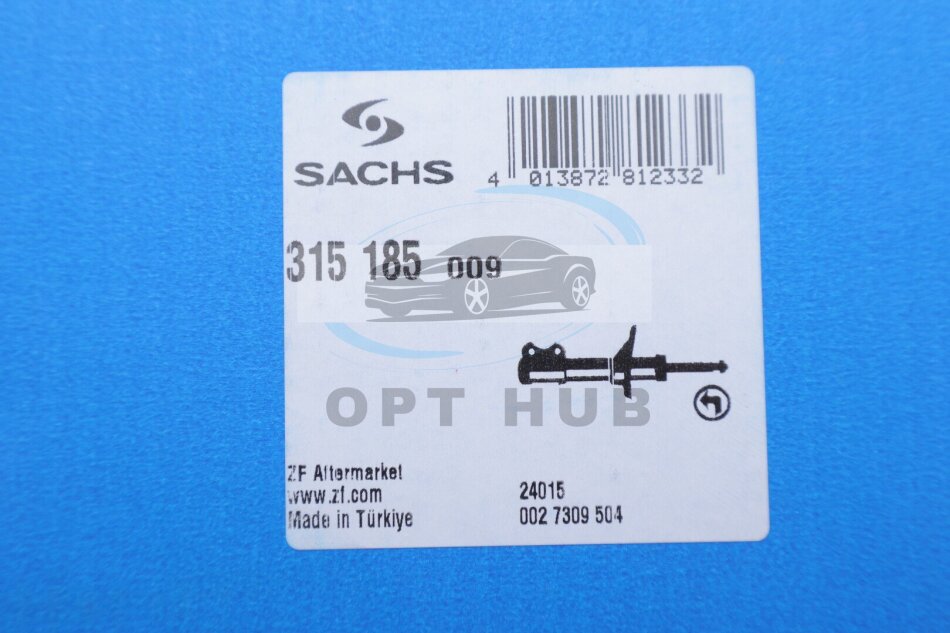 SACHS
4 013872 812332
315 185 009
OPT HUB
ZF Aftermarket
www.zf.com
Made in Türkiye
24015
002 7309 504